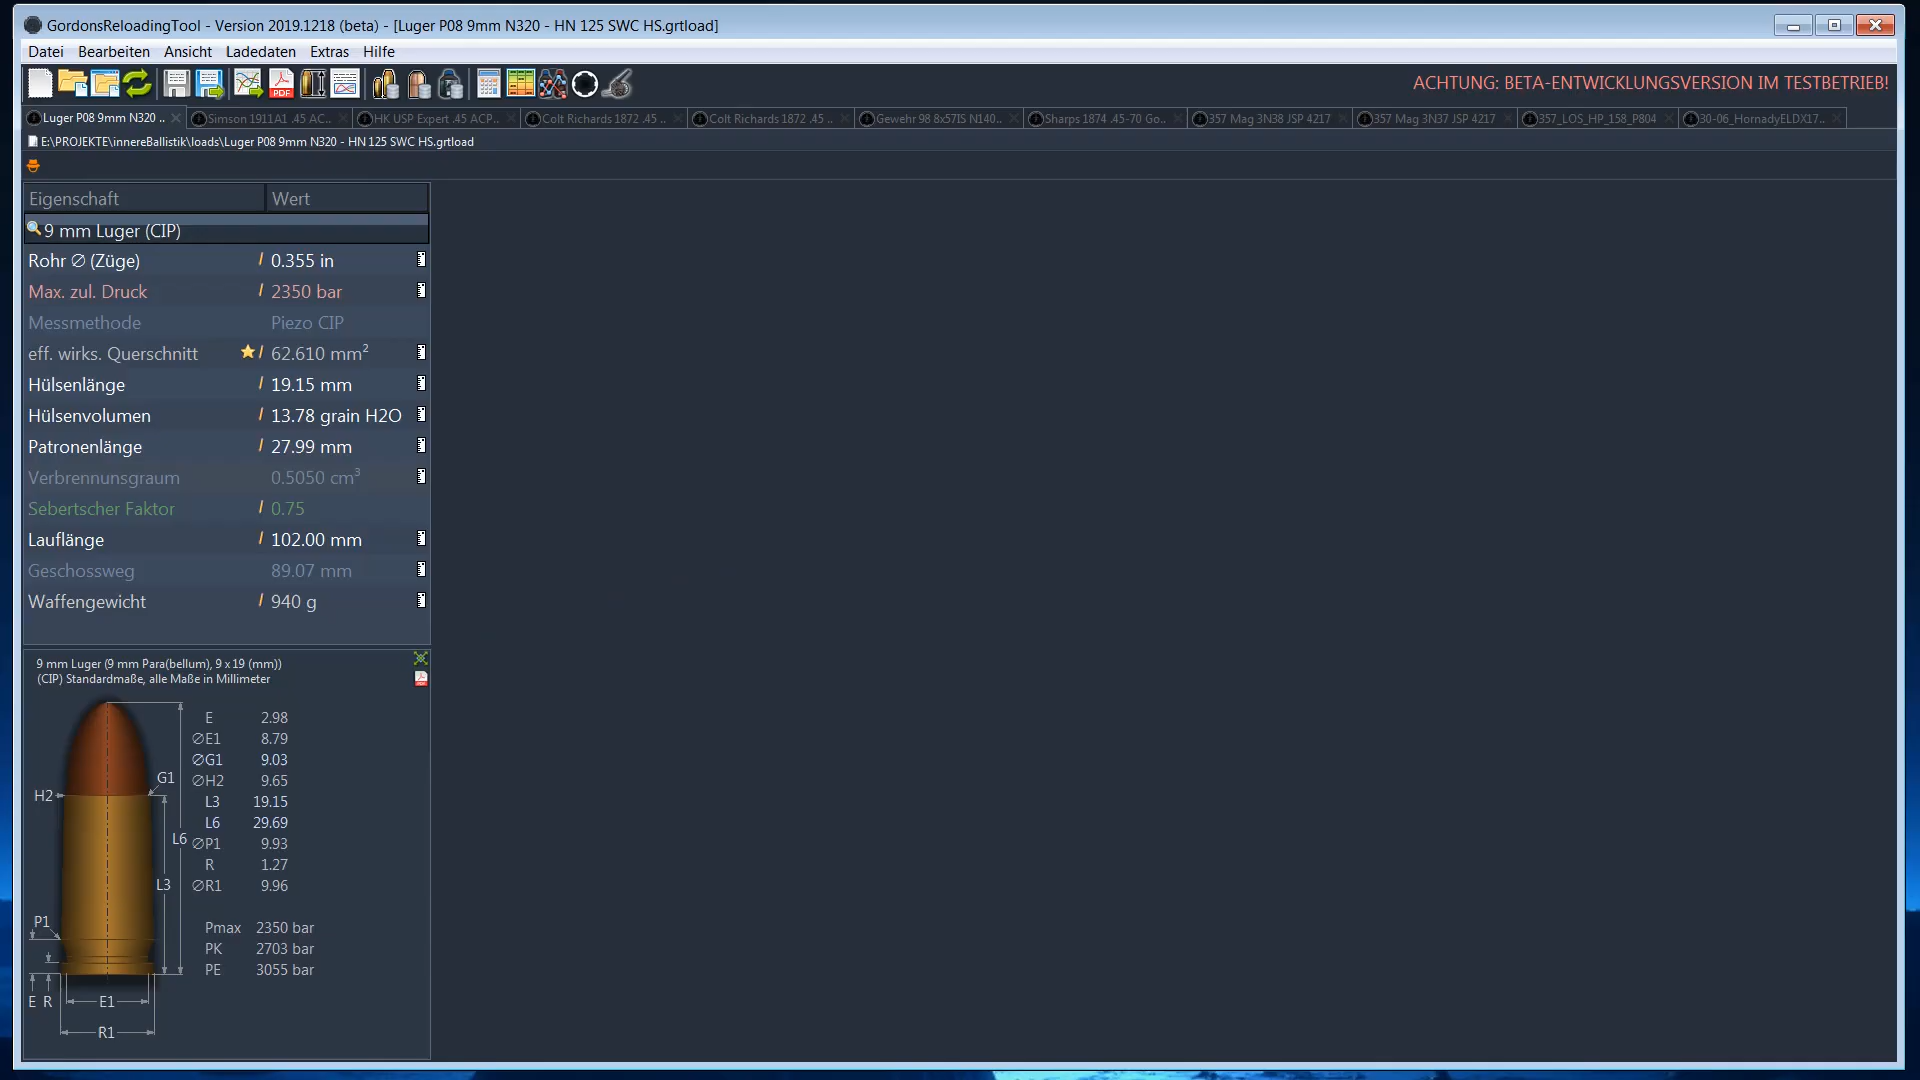 GordonsReloadingTool - Version 2019.1218 (beta) - [Luger P08 9mm N320 - HN 125 SWC HS.grtload]
Datei Bearbeiten Ansicht Ladedaten Extras Hilfe
PDF
ACHTUNG: BETA-ENTWICKLUNGSVERSION IM TESTBETRIEB!
Luger P08 9mm N320 .. Simson 1911A1 .45 AC.. HK USP Expert .45 ACP.. Colt Richards 1872 .45 .. Colt Richards 1872 .45 .. Gewehr 98 8x57IS N140.. Sharps 1874 .45-70 Go.. 357 Mag 3N38 JSP 4217 357 Mag 3N37 JSP 4217 357_LOS_HP_158_P804 30-06_HornadyELDX17..
E:\PROJEKTE\innereBallistik\loads\Luger P08 9mm N320 - HN 125 SWC HS.grtload
Eigenschaft Wert
9 mm Luger (CIP)
Rohr ∅ (Züge) 0.355 in
Max. zul. Druck 2350 bar
Messmethode Piezo CIP
eff. wirks. Querschnitt 62.610 mm²
Hülsenlänge 19.15 mm
Hülsenvolumen 13.78 grain H2O
Patronenlänge 27.99 mm
Verbrennungsraum 0.5050 cm³
Sebertscher Faktor 0.75
Lauflänge 102.00 mm
Geschossweg 89.07 mm
Waffengewicht 940 g
9 mm Luger (9 mm Para(bellum), 9 x 19 (mm))
(CIP) Standardmaße, alle Maße in Millimeter
E 2.98
∅E1 8.79
∅G1 9.03
∅H2 9.65
L3 19.15
L6 29.69
∅P1 9.93
R 1.27
∅R1 9.96
Pmax 2350 bar
PK 2703 bar
PE 3055 bar
G1
H2
L6
L3
P1
E R E1
R1